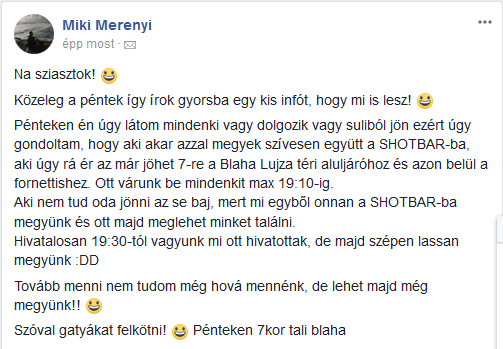 Miki Merenyi
épp most ·
Na sziasztok! 😀
Közeleg a péntek így írok gyorsba egy kis infót, hogy mi is lesz! 😀
Pénteken én úgy látom mindenki vagy dolgozik vagy suliból jön ezért úgy
gondoltam, hogy aki akar azzal megyek szívesen együtt a SHOTBAR-ba,
aki úgy rá ér az már jöhet 7-re a Blaha Lujza téri aluljáróhoz és azon belül a
fornettishez. Ott várunk be mindenkit max 19:10-ig.
Aki nem tud oda jönni az se baj, mert mi egyből onnan a SHOTBAR-ba
megyünk és ott majd meglehet minket találni.
Hivatalosan 19:30-tól vagyunk mi ott hivatottak, de majd szépen lassan
megyünk :DD
Tovább menni nem tudom még hová mennénk, de lehet majd még
megyünk!! 😀
Szóval gatyákat felkötni! 😀 Pénteken 7kor tali blaha